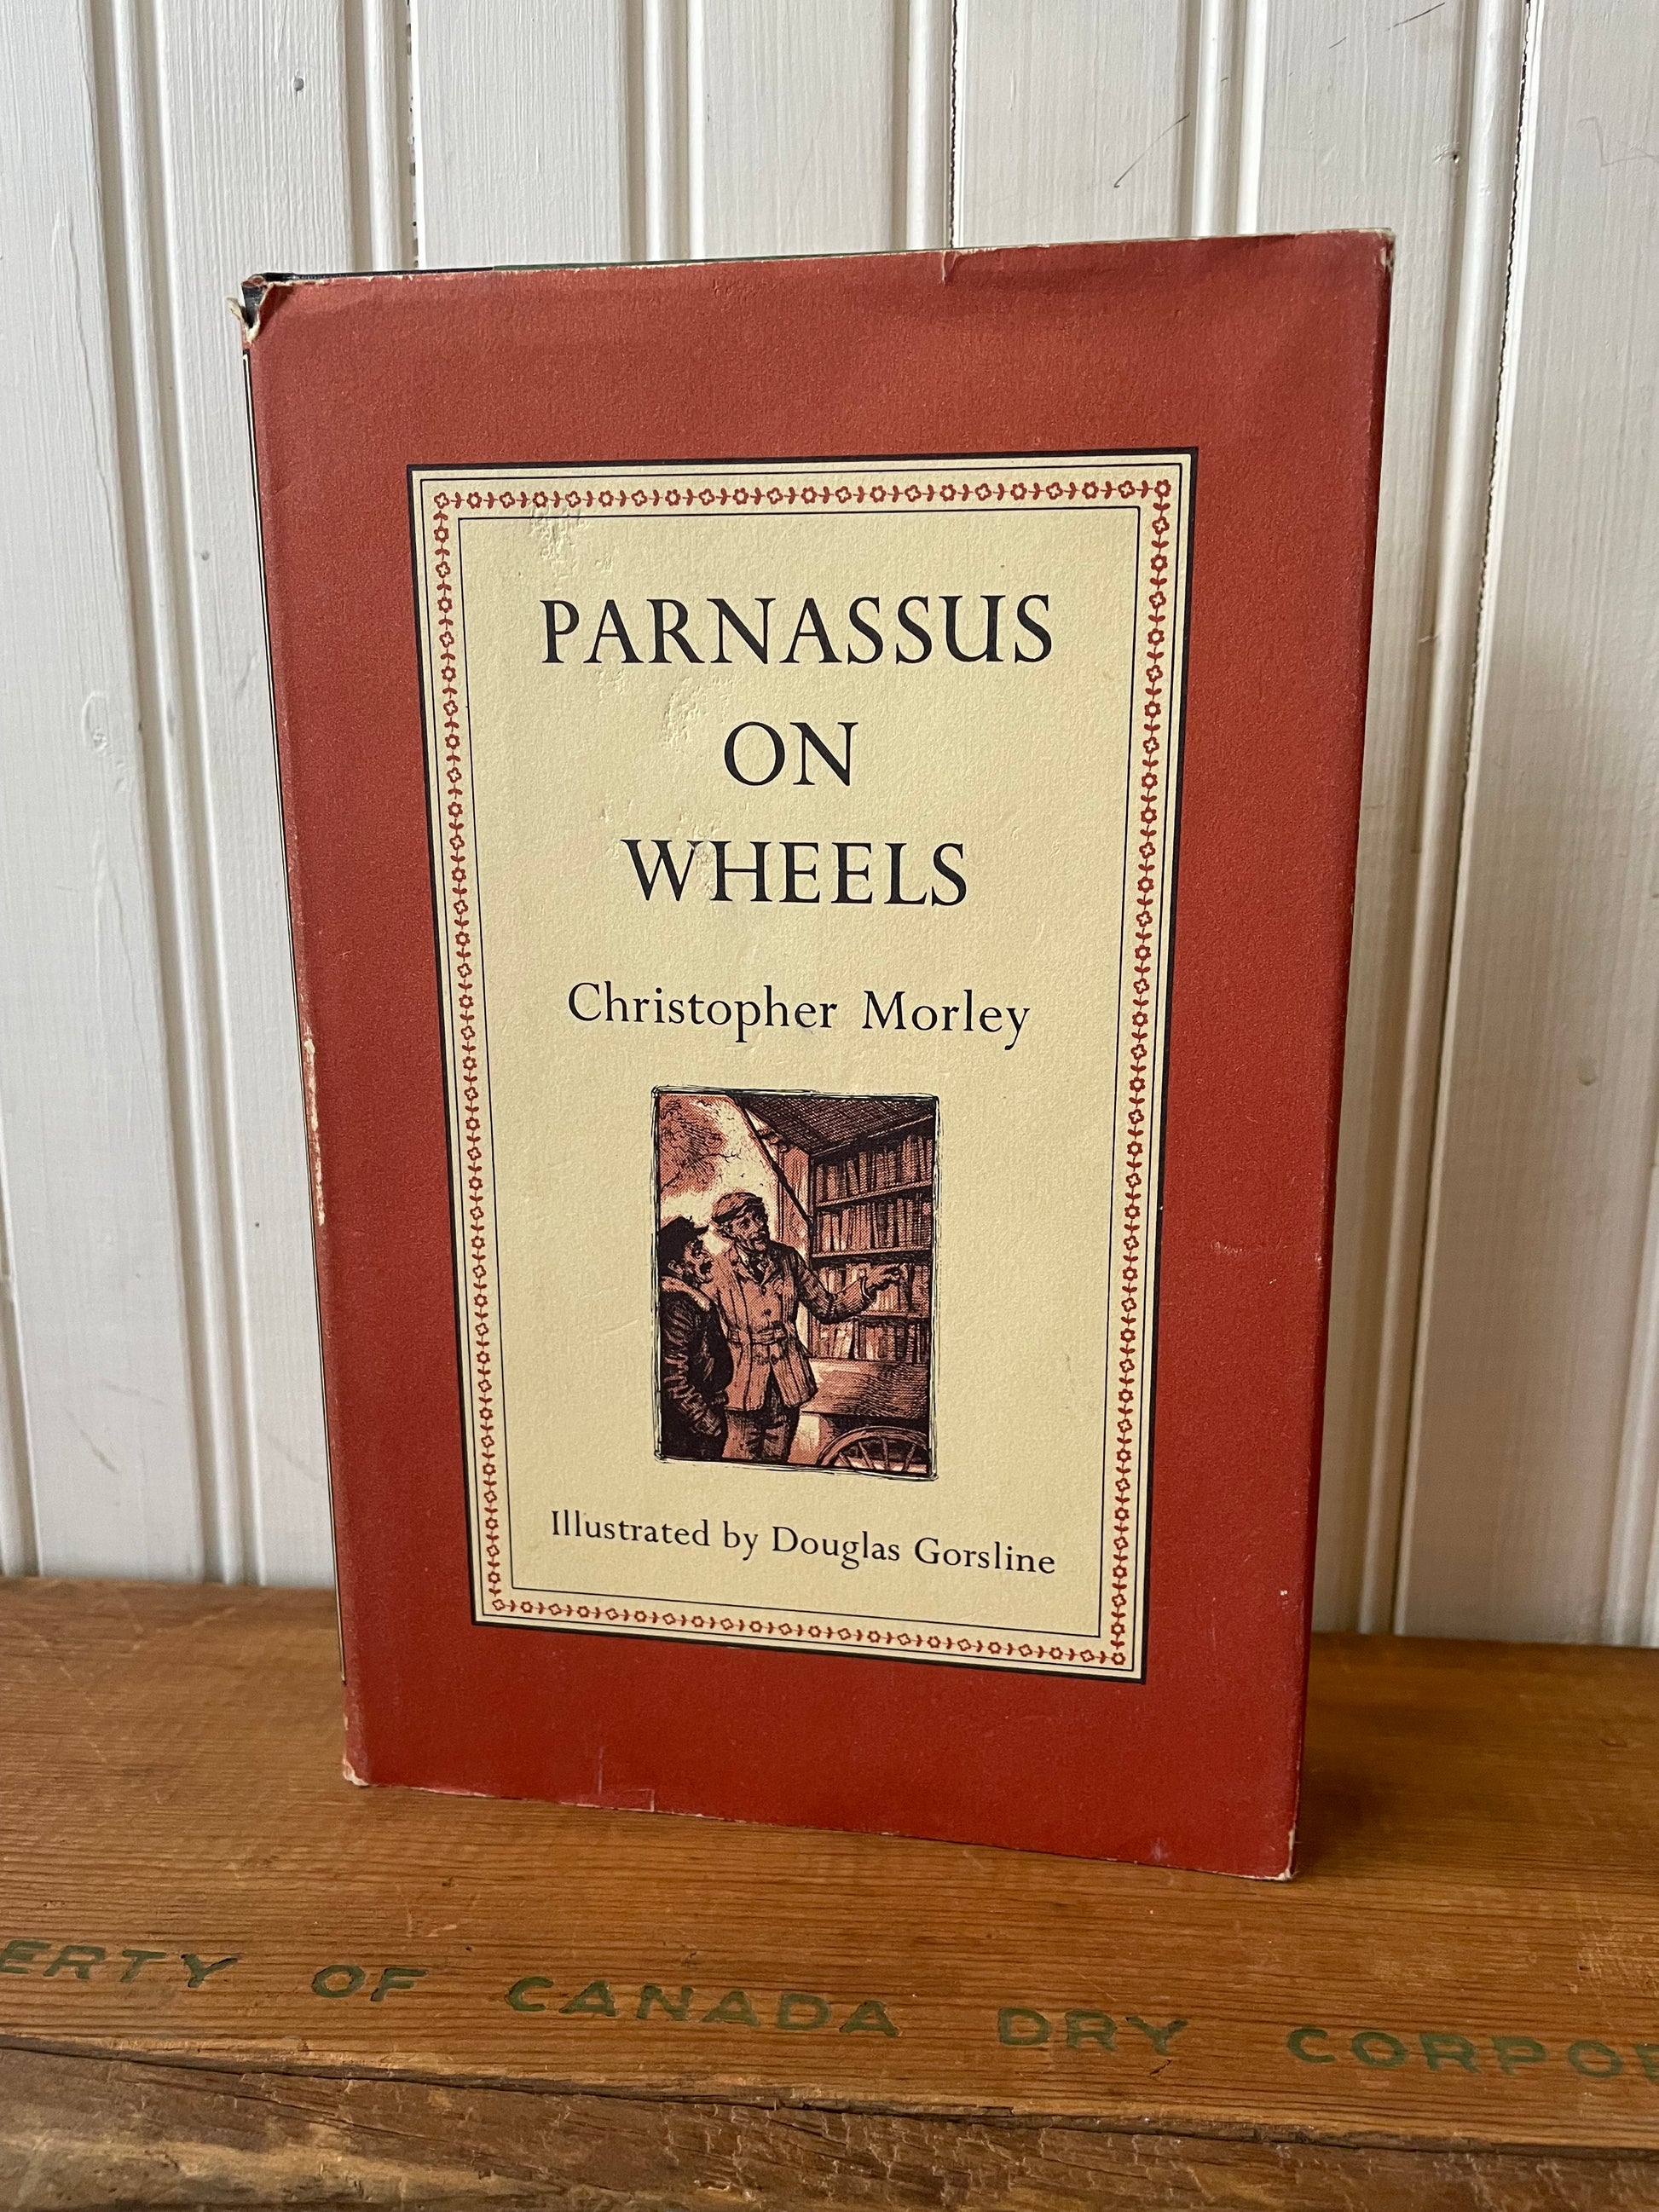 PARNASSUS
ON
WHEELS
Christopher Morley
Illustrated by Douglas Gorsline
ERTY OF CANADA DRY CORPO